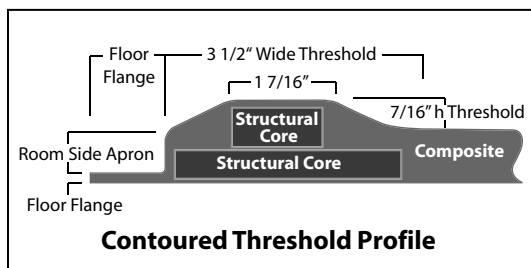 Floor
Flange
3 1/2“ Wide Threshold
1 7/16”
7/16” h Threshold
Structural
Core
Room Side Apron
Structural Core
Composite
Floor Flange
Contoured Threshold Profile